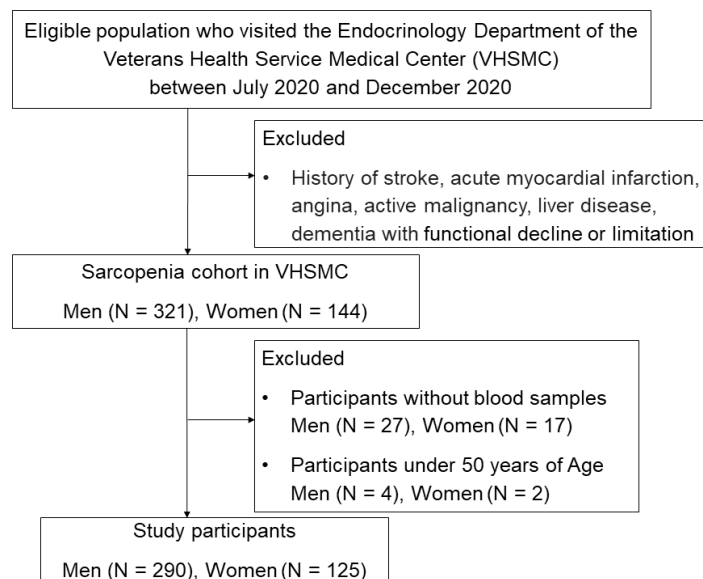 Eligible population who visited the Endocrinology Department of the
Veterans Health Service Medical Center (VHSMC)
between July 2020 and December 2020
Excluded
• History of stroke, acute myocardial infarction,
angina, active malignancy, liver disease,
dementia with functional decline or limitation
Sarcopenia cohort in VHSMC
Men (N = 321), Women (N = 144)
Excluded
• Participants without blood samples
Men (N = 27), Women (N = 17)
• Participants under 50 years of Age
Men (N = 4), Women (N = 2)
Study participants
Men (N = 290), Women (N = 125)